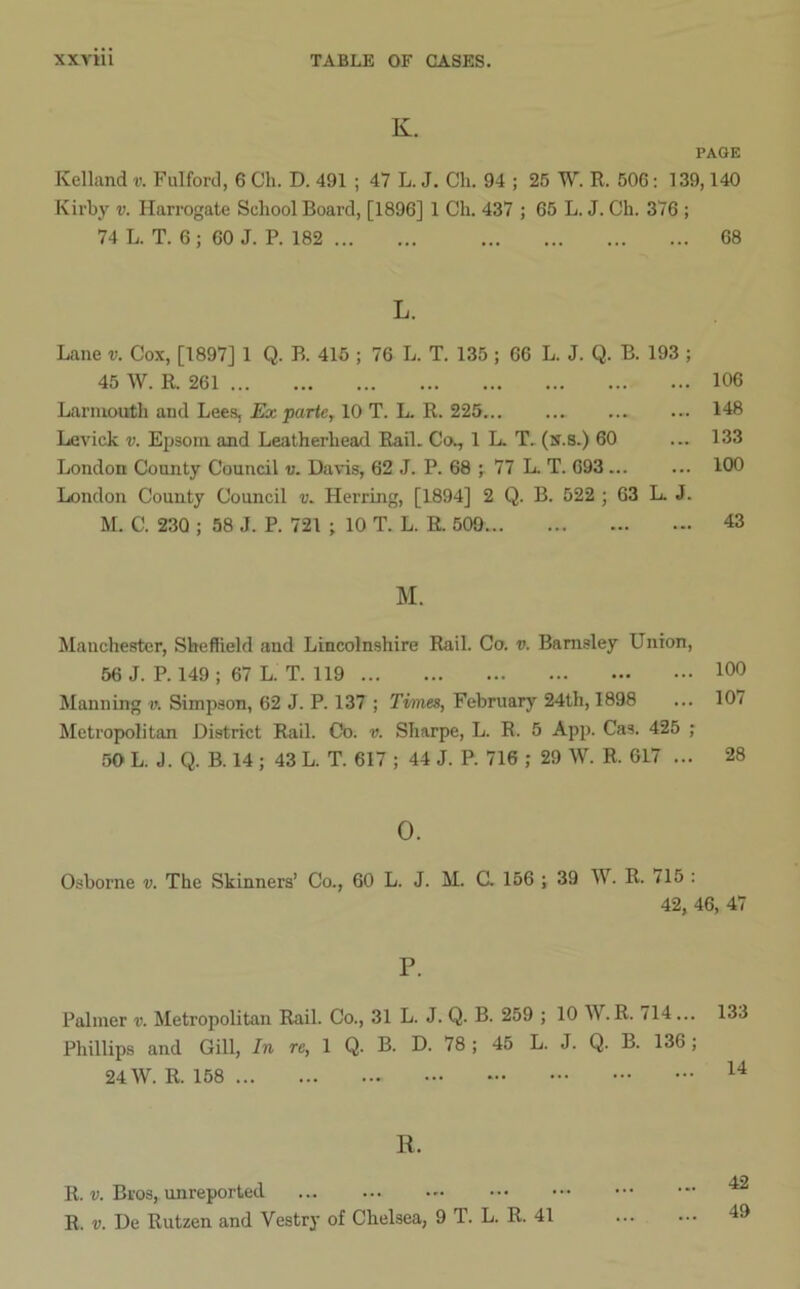 xxviii TABLE OF CASES.
K.
PAGE
Kelland v. Fulford, 6 Ch. D. 491 ; 47 L. J. Ch. 94 ; 25 W. R. 506: 139, 140
Kirby v. Harrogate School Board, [1896] 1 Ch. 437 ; 65 L. J. Ch. 376 ;
74 L. T. 6 ; 60 J. P. 182 ... ... ... ... ... ... 68
L.
Lane v. Cox, [1897] 1 Q. B. 415 ; 76 L. T. 135 ; 66 L. J. Q. B. 193 ;
45 W. R. 261 ... ... ... ... ... ... ... ... 106
Larmouth and Lees, Ex parte, 10 T. L. R. 225... ... ... ... 148
Levick v. Epsom and Leatherhead Rail. Co., 1 L. T. (N.S.) 60 ... 133
London County Council v. Davis, 62 J. P. 68 ; 77 L. T. 693 ... ... 100
London County Council v. Herring, [1894] 2 Q. B. 522 ; 63 L. J.
M. C. 230 ; 58 J. P. 721 ; 10 T. L. R. 509... ... ... ... 43
M.
Manchester, Sheffield and Lincolnshire Rail. Co. v. Barnsley Union,
56 J. P. 149 ; 67 L. T. 119 ... ... ... ... ... ... 100
Manning v. Simpson, 62 J. P. 137 ; Times, February 24th, 1898 ... 107
Metropolitan District Rail. Co. v. Sharpe, L. R. 5 App. Cas. 425 ;
50 L. J. Q. B. 14 ; 43 L. T. 617 ; 44 J. P. 716 ; 29 W. R. 617 ... 28
O.
Osborne v. The Skinners' Co., 60 L. J. M. C. 156 ; 39 W. R. 715 :
42, 46, 47
P.
Palmer v. Metropolitan Rail. Co., 31 L. J. Q. B. 259 ; 10 W. R. 714 ... 133
Phillips and Gill, In re, 1 Q. B. D. 78 ; 45 L. J. Q. B. 136 ;
24 W. R. 158 ... ... ... ... ... ... ... ... 14
R.
R. v. Bros, unreported ... ... ... ... ... ... ... 42
R. v. De Rutzen and Vestry of Chelsea, 9 T. L. R. 41 ... ... 49